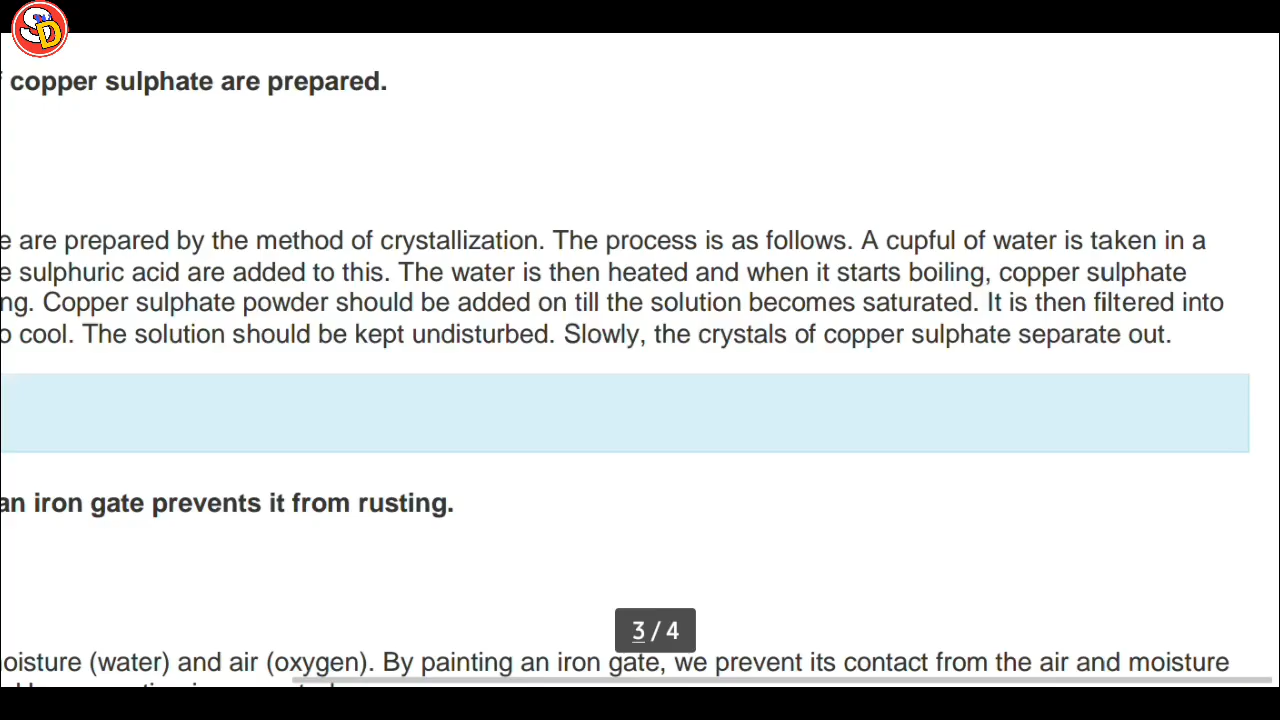 SD
copper sulphate are prepared.
e are prepared by the method of crystallization. The process is as follows. A cupful of water is taken in a
e sulphuric acid are added to this. The water is then heated and when it starts boiling, copper sulphate
ng. Copper sulphate powder should be added on till the solution becomes saturated. It is then filtered into
o cool. The solution should be kept undisturbed. Slowly, the crystals of copper sulphate separate out.
an iron gate prevents it from rusting.
3 / 4
oisture (water) and air (oxygen). By painting an iron gate, we prevent its contact from the air and moisture